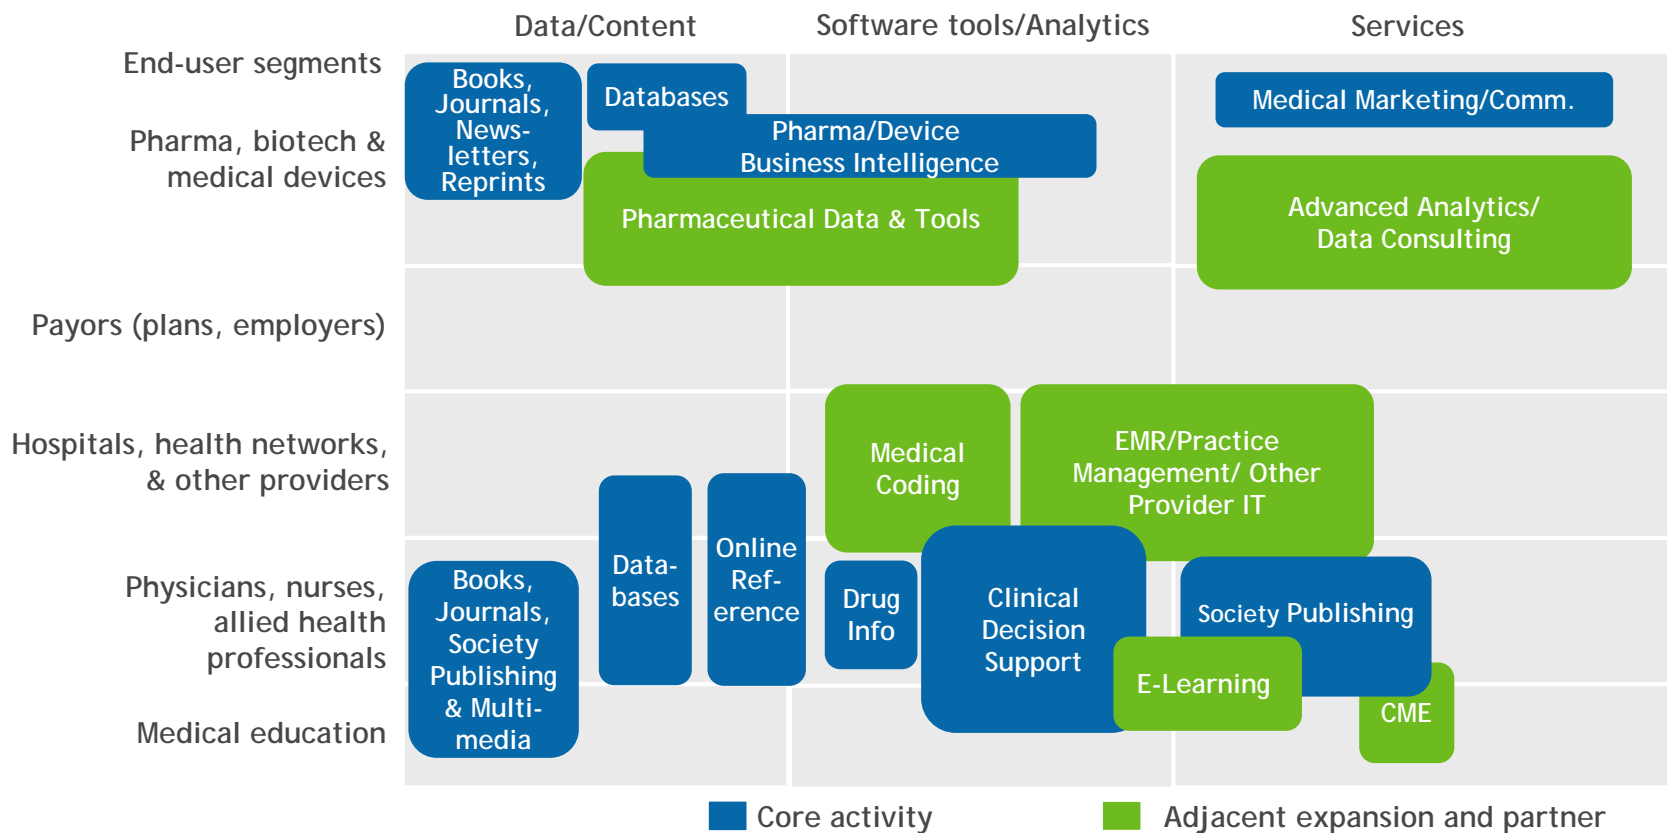 Data/Content
Software tools/Analytics
Services
End-user segments
Pharma, biotech &
medical devices
Books,
Journals,
News-
letters,
Reprints
Databases
Pharma/Device
Business Intelligence
Pharmaceutical Data & Tools
Medical Marketing/Comm.
Advanced Analytics/
Data Consulting
Payors (plans, employers)
Hospitals, health networks,
& other providers
Medical
Coding
EMR/Practice
Management/ Other
Provider IT
Physicians, nurses,
allied health
professionals
Books,
Journals,
Society
Publishing
& Multi-
media
Data-
bases
Online
Ref-
erence
Drug
Info
Clinical
Decision
Support
Society Publishing
E-Learning
CME
Medical education
Core activity
Adjacent expansion and partner